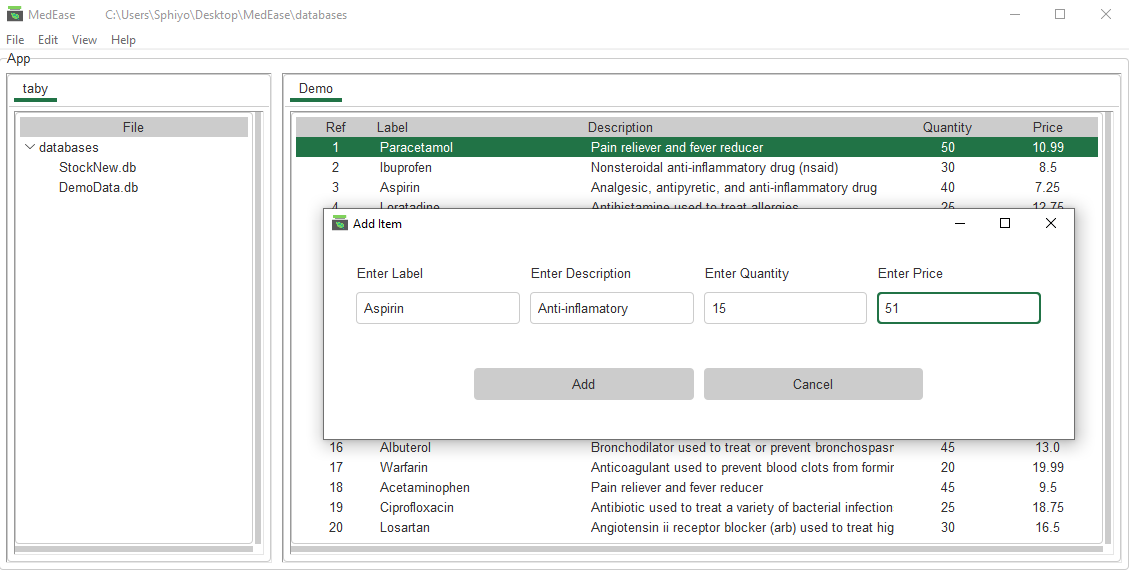 MedEase C:\Users\Sphiyo\Desktop\MedEase\databases
File Edit View Help
App
taby
File
databases
StockNew.db
DemoData.db
Demo
Ref Label Description Quantity Price
1 Paracetamol Pain reliever and fever reducer 50 10.99
2 Ibuprofen Nonsteroidal anti-inflammatory drug (nsaid) 30 8.5
3 Aspirin Analgesic, antipyretic, and anti-inflammatory drug 40 7.25
4 Loratadine Antihistamine used to treat allergies 25 12.75
Add Item
Enter Label Enter Description Enter Quantity Enter Price
Aspirin Anti-inflamatory 15 51
Add Cancel
16 Albuterol Bronchodilator used to treat or prevent bronchospasr 45 13.0
17 Warfarin Anticoagulant used to prevent blood clots from formir 20 19.99
18 Acetaminophen Pain reliever and fever reducer 45 9.5
19 Ciprofloxacin Antibiotic used to treat a variety of bacterial infection 25 18.75
20 Losartan Angiotensin ii receptor blocker (arb) used to treat hig 30 16.5